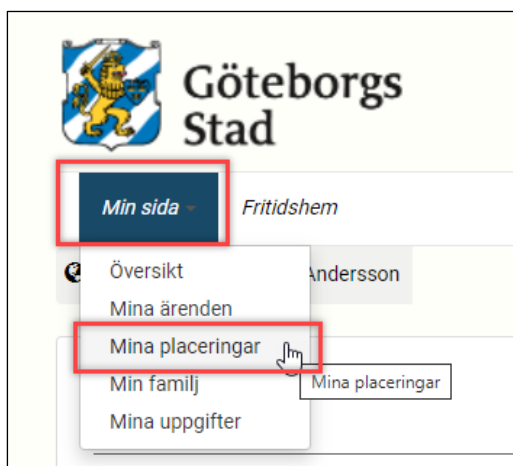 Göteborgs
Stad
Min sida Fritidshem
Översikt
Andersson
Mina ärenden
Mina placeringar
Mina placeringar
Min familj
Mina uppgifter